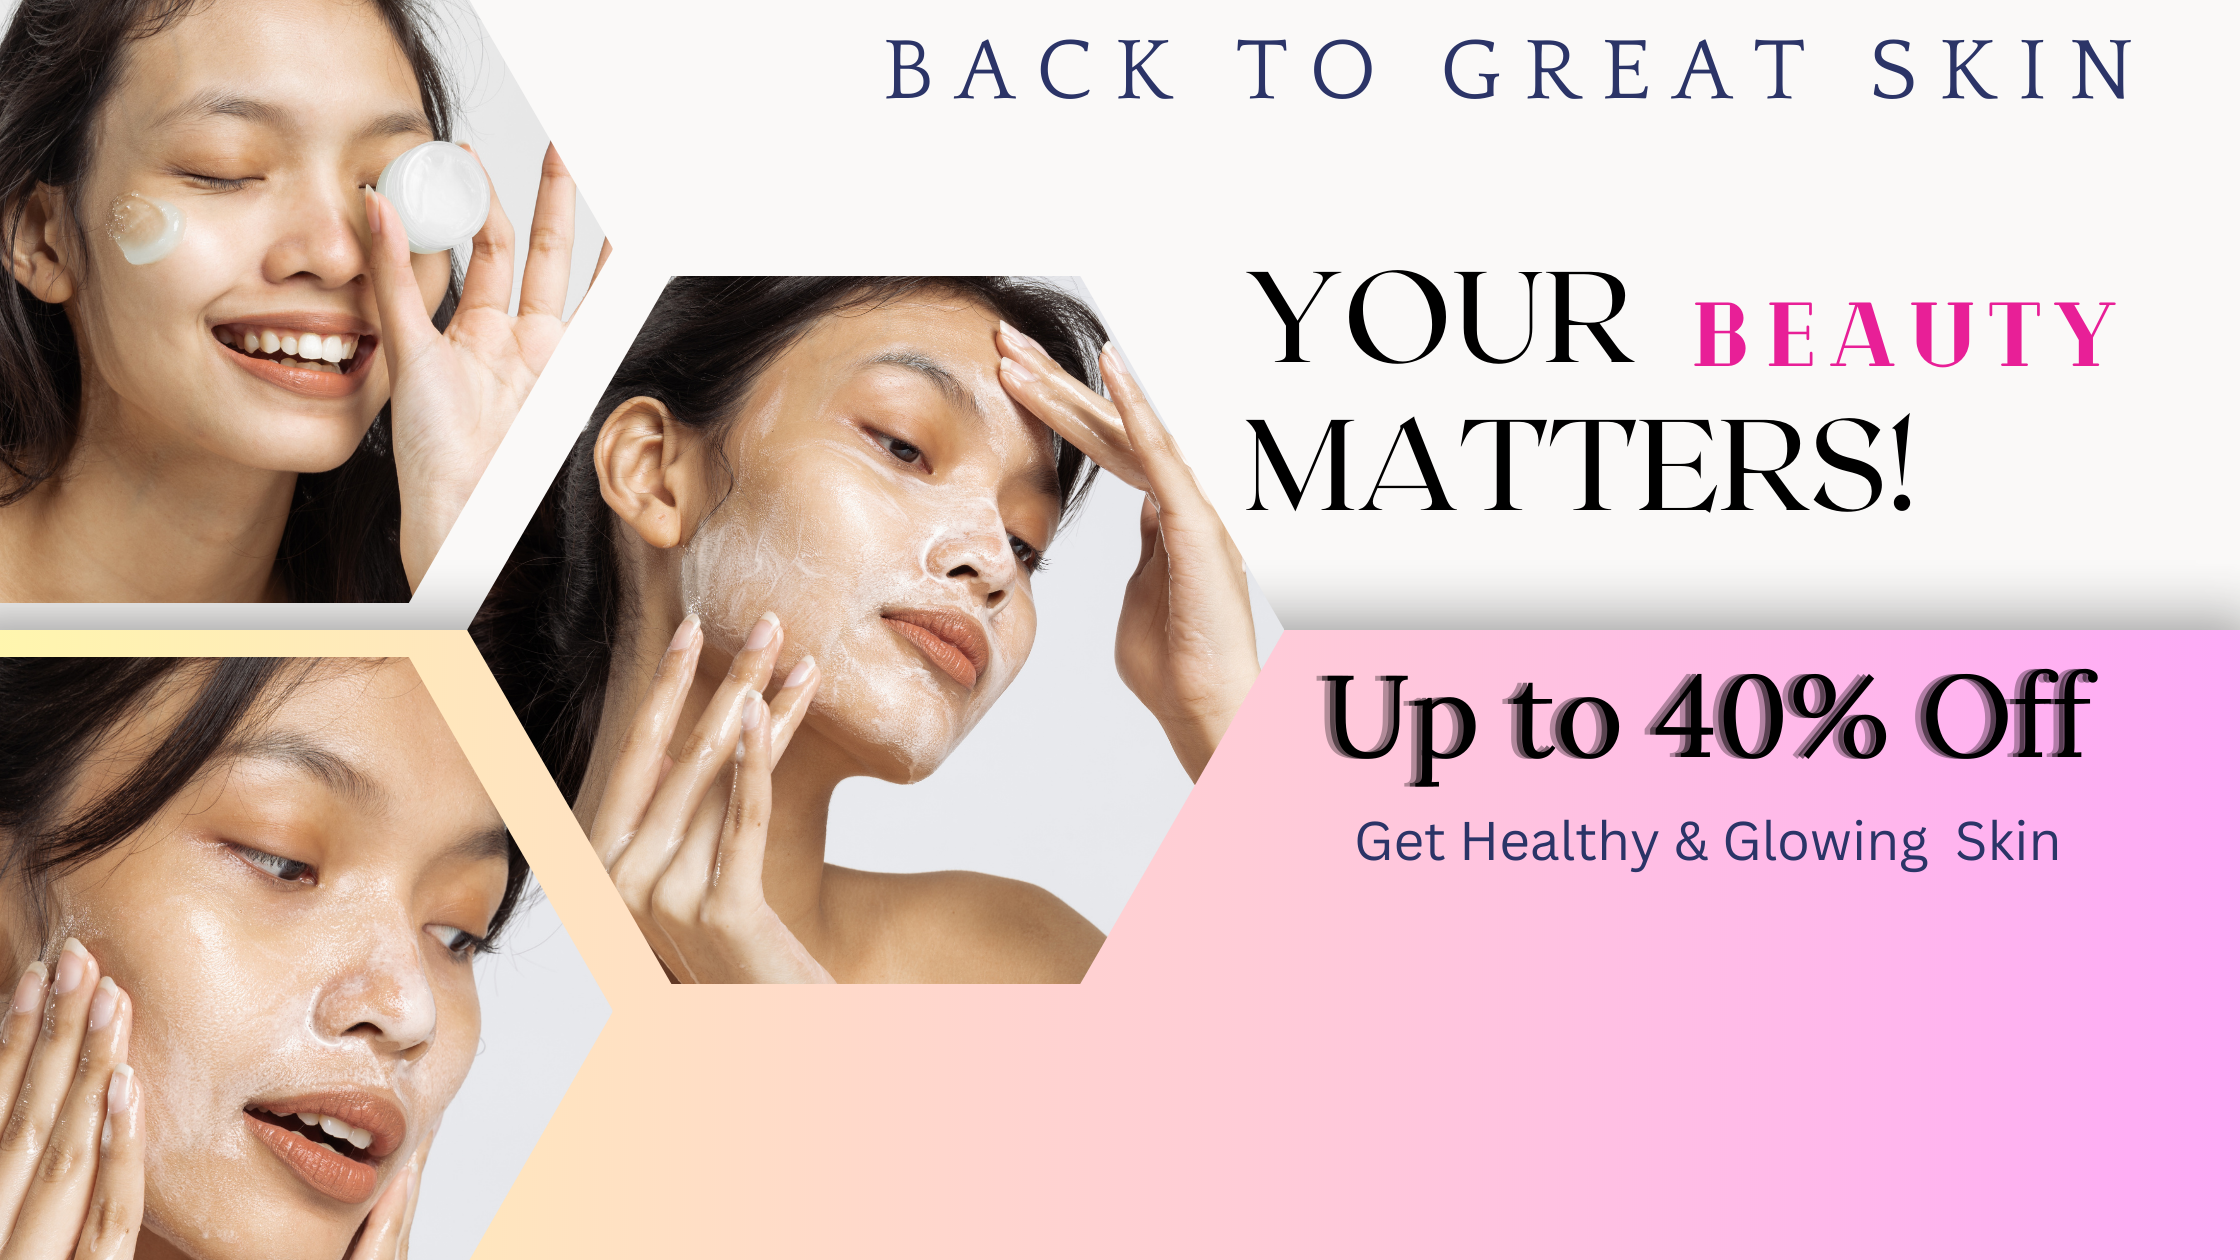 BACK TO GREAT SKIN
YOUR BEAUTY
MATTERS!
Up to 40% Off
Get Healthy & Glowing Skin